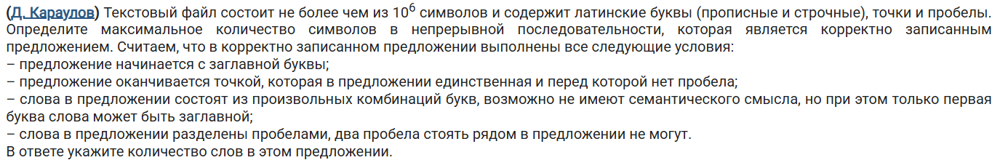 (Д. Караулов) Текстовый файл состоит не более чем из 10⁶ символов и содержит латинские буквы (прописные и строчные), точки и пробелы.
Определите максимальное количество символов в непрерывной последовательности, которая является корректно записанным
предложением. Считаем, что в корректно записанном предложении выполнены все следующие условия:
– предложение начинается с заглавной буквы;
– предложение оканчивается точкой, которая в предложении единственная и перед которой нет пробела;
– слова в предложении состоят из произвольных комбинаций букв, возможно не имеют семантического смысла, но при этом только первая
буква слова может быть заглавной;
– слова в предложении разделены пробелами, два пробела стоять рядом в предложении не могут.
В ответе укажите количество слов в этом предложении.